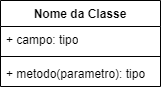 Nome da Classe
+ campo: tipo
+ metodo(parametro): tipo